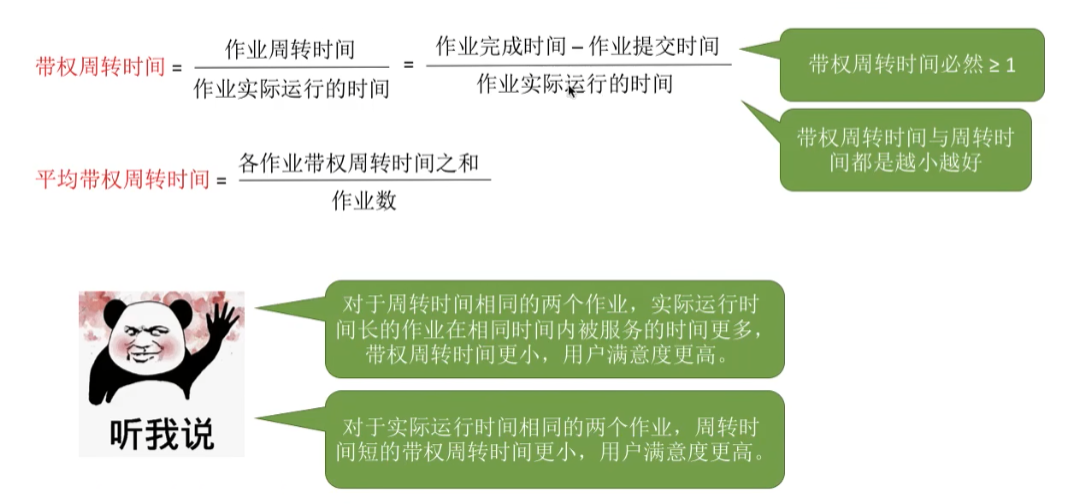 带权周转时间 = 作业周转时间 / 作业实际运行的时间 = 作业完成时间 – 作业提交时间 / 作业实际运行的时间
带权周转时间必然 ≥ 1
带权周转时间与周转时
间都是越小越好
平均带权周转时间 = 各作业带权周转时间之和 / 作业数
对于周转时间相同的两个作业，实际运行时
间长的作业在相同时间内被服务的时间更多，
带权周转时间更小，用户满意度更高。
听我说
对于实际运行时间相同的两个作业，周转时
间短的带权周转时间更小，用户满意度更高。